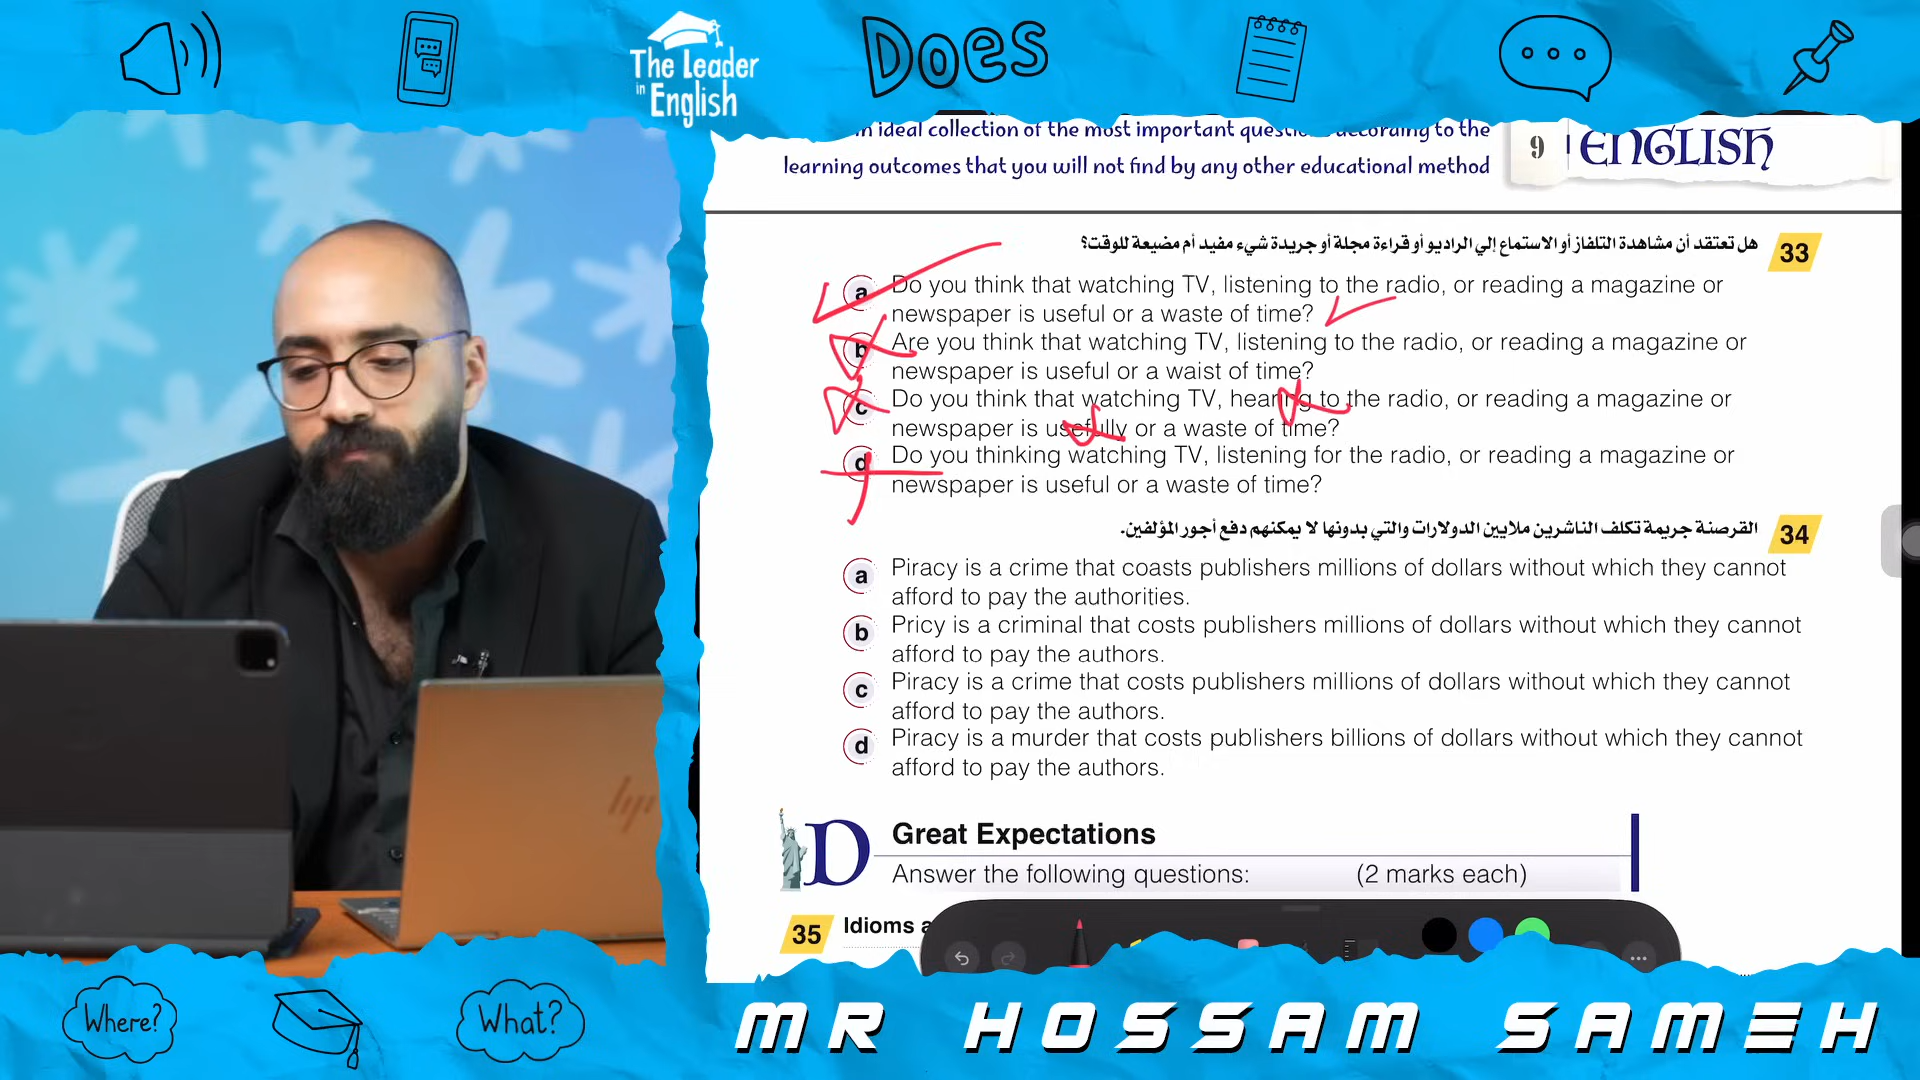 Does
The Leader
in English
n ideal collection of the most important questi according to the
learning outcomes that you will not find by any other educational method
9
ENGLISH
33
هل تعتقد أن مشاهدة التلفاز أو الاستماع إلي الراديو أو قراءة مجلة أو جريدة شيء مفيد أم مضيعة للوقت؟
a Do you think that watching TV, listening to the radio, or reading a magazine or
newspaper is useful or a waste of time?
b Are you think that watching TV, listening to the radio, or reading a magazine or
newspaper is useful or a waist of time?
c Do you think that watching TV, hearing to the radio, or reading a magazine or
newspaper is usefully or a waste of time?
d Do you thinking watching TV, listening for the radio, or reading a magazine or
newspaper is useful or a waste of time?
34
القرصنة جريمة تكلف الناشرين ملايين الدولارات والتي بدونها لا يمكنهم دفع أجور المؤلفين.
a Piracy is a crime that coasts publishers millions of dollars without which they cannot
afford to pay the authorities.
b Pricy is a criminal that costs publishers millions of dollars without which they cannot
afford to pay the authors.
c Piracy is a crime that costs publishers millions of dollars without which they cannot
afford to pay the authors.
d Piracy is a murder that costs publishers billions of dollars without which they cannot
afford to pay the authors.
D
Great Expectations
Answer the following questions: (2 marks each)
35 Idioms a
hp
Where?
What?
MR HOSSAM SAMEH